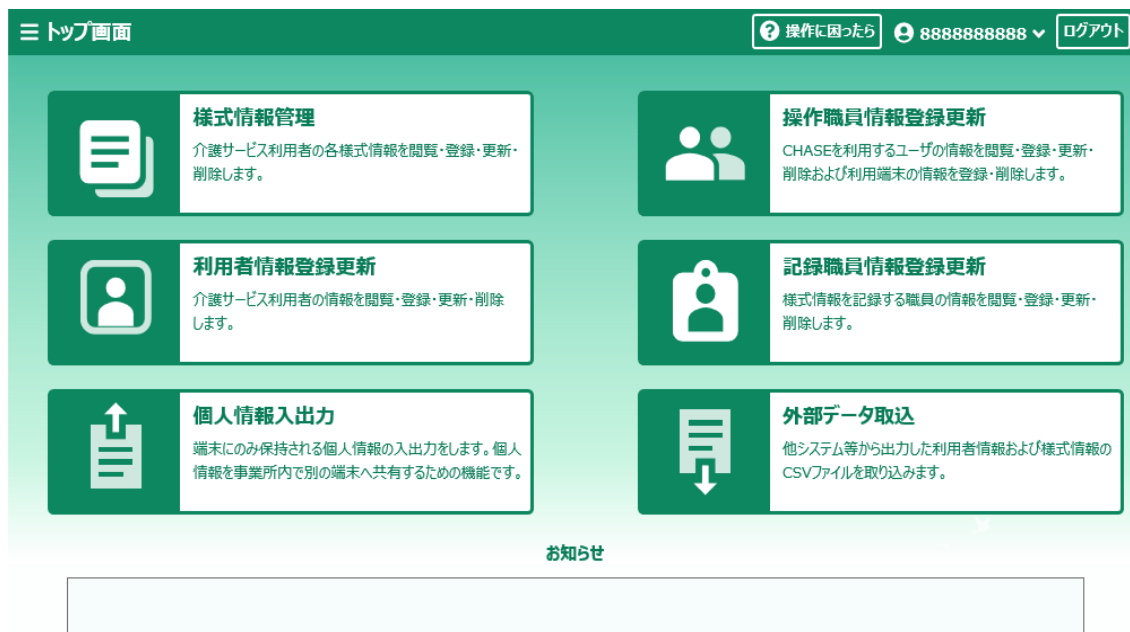 トップ画面
操作に困ったら
8888888888
ログアウト
様式情報管理
介護サービス利用者の各様式情報を閲覧・登録・更新・
削除します。
操作職員情報登録更新
CHASEを利用するユーザの情報を閲覧・登録・更新・
削除および利用端末の情報を登録・削除します。
利用者情報登録更新
介護サービス利用者の情報を閲覧・登録・更新・削除
します。
記録職員情報登録更新
様式情報を記録する職員の情報を閲覧・登録・更新・
削除します。
個人情報入出力
端末にのみ保持される個人情報の入出力をします。個人
情報を事業所内で別の端末へ共有するための機能です。
外部データ取込
他システム等から出力した利用者情報および様式情報の
CSVファイルを取り込みます。
お知らせ